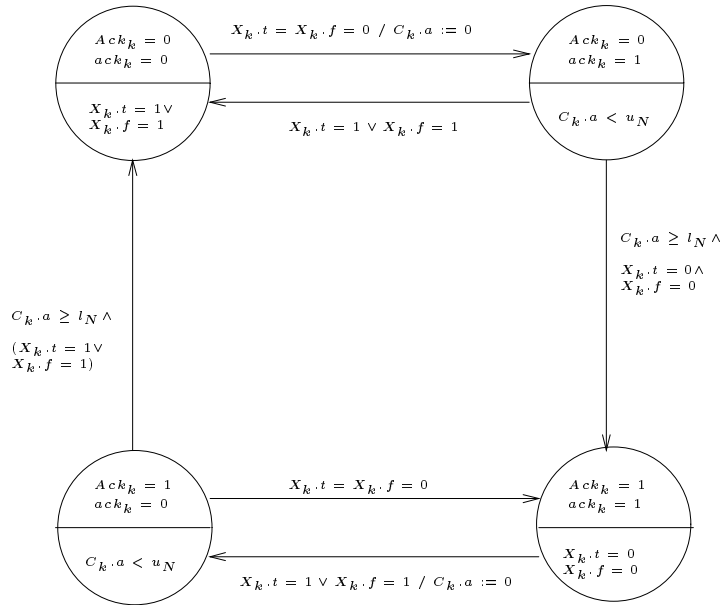 Ack_k = 0
ack_k = 0
X_k.t = 1∨
X_k.f = 1
X_k.t = X_k.f = 0 / C_k.a := 0
X_k.t = 1 ∨ X_k.f = 1
Ack_k = 0
ack_k = 1
C_k.a < u_N
C_k.a ≥ l_N ∧
X_k.t = 0∧
X_k.f = 0
C_k.a ≥ l_N ∧
(X_k.t = 1∨
X_k.f = 1)
Ack_k = 1
ack_k = 0
C_k.a < u_N
X_k.t = X_k.f = 0
X_k.t = 1 ∨ X_k.f = 1 / C_k.a := 0
Ack_k = 1
ack_k = 1
X_k.t = 0
X_k.f = 0